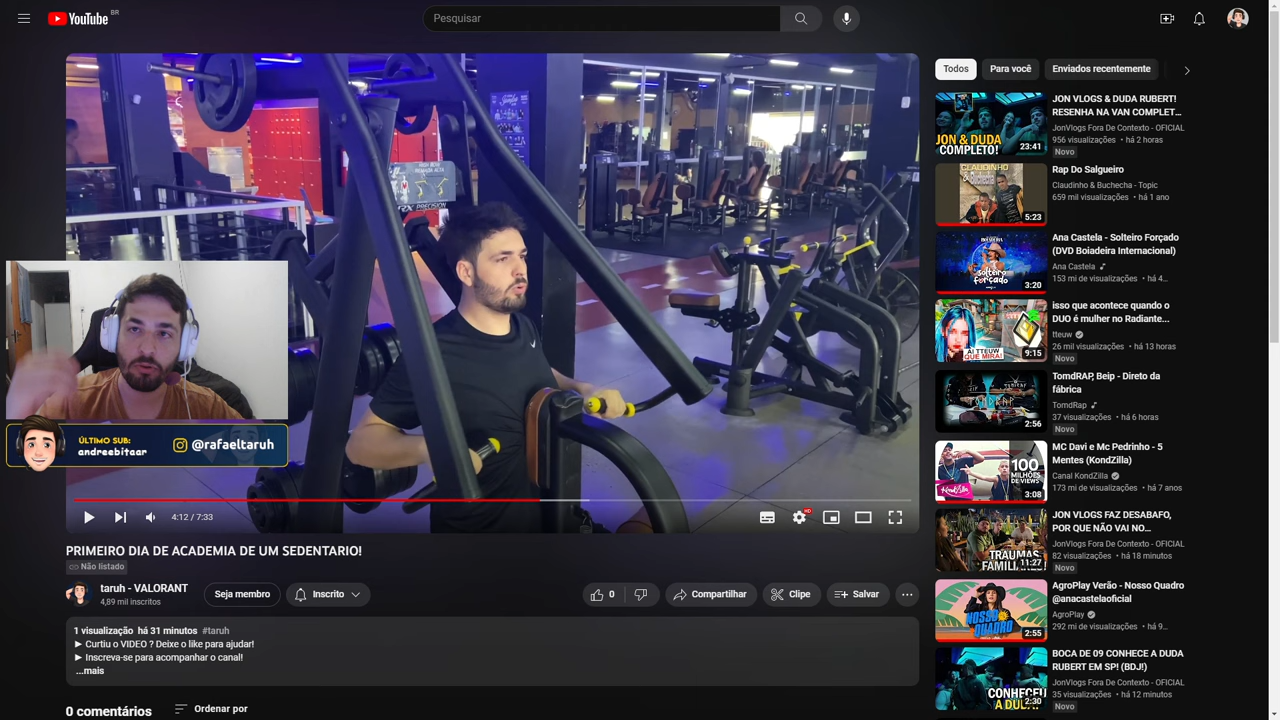 YouTube BR
Pesquisar
Todos
Para você
Enviados recentemente
PRECISION
JON & DUDA
COMPLETO!
23:41
JON VLOGS & DUDA RUBERT!
RESENHA NA VAN COMPLET...
JonVlogs Fora De Contexto - OFICIAL
956 visualizações • há 2 horas
Novo
& Buchecha
5:23
Rap Do Salgueiro
Claudinho & Buchecha - Topic
659 mil visualizações • há 1 ano
solteiro
forçado
3:20
Ana Castela - Solteiro Forçado
(DVD Boiadeira Internacional)
Ana Castela
153 mi de visualizações • há 4...
AI TTEUW
QUE MIRA!
9:15
isso que acontece quando o
DUO é mulher no Radiante...
tteuw
26 mil visualizações • há 13 horas
Novo
TOMDRAP
2:56
TomdRAP, Beip - Direto da
fábrica
TomdRap
37 visualizações • há 6 horas
Novo
100
MILHÕES
DE VIEWS
KondZilla
3:08
MC Davi e Mc Pedrinho - 5
Mentes (KondZilla)
Canal KondZilla
173 mi de visualizações • há 7 anos
TRAUMAS
11:27
JON VLOGS FAZ DESABAFO,
POR QUE NÃO VAI NO...
JonVlogs Fora De Contexto - OFICIAL
82 visualizações • há 18 minutos
Novo
NOSSO
QUADRO
2:55
AgroPlay Verão - Nosso Quadro
@anacastelaoficial
AgroPlay
292 mi de visualizações • há 9...
CONHECEU
A DUDA!
2:30
BOCA DE 09 CONHECE A DUDA
RUBERT EM SP! (BDJ!)
JonVlogs Fora De Contexto - OFICIAL
35 visualizações • há 12 minutos
Novo
ÚLTIMO SUB:
andreebitaar
@rafaeltaruh
4:12 / 7:33
HD
PRIMEIRO DIA DE ACADEMIA DE UM SEDENTARIO!
Não listado
taruh - VALORANT
4,89 mil inscritos
Seja membro
Inscrito
0
Compartilhar
Clipe
Salvar
1 visualização há 31 minutos #taruh
► Curtiu o VIDEO ? Deixe o like para ajudar!
► Inscreva-se para acompanhar o canal!
...mais
0 comentários
Ordenar por